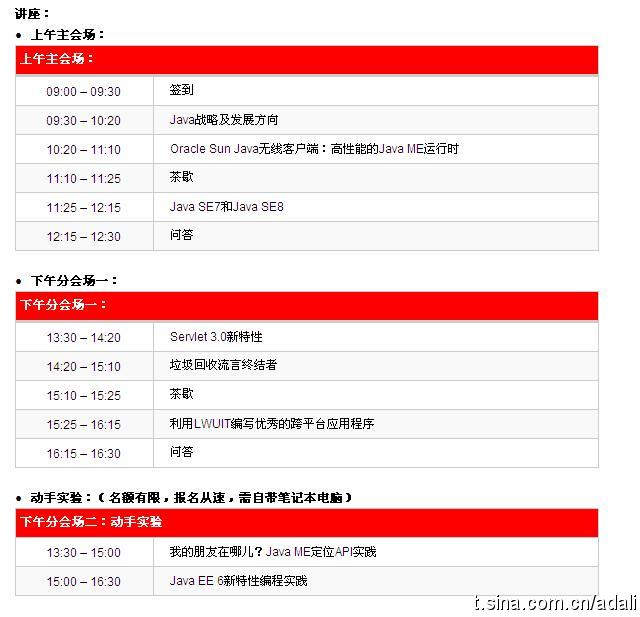 讲座：
• 上午主会场：
上午主会场：
09:00 – 09:30 签到
09:30 – 10:20 Java战略及发展方向
10:20 – 11:10 Oracle Sun Java无线客户端：高性能的Java ME运行时
11:10 – 11:25 茶歇
11:25 – 12:15 Java SE7和Java SE8
12:15 – 12:30 问答
• 下午分会场一：
下午分会场一：
13:30 – 14:20 Servlet 3.0新特性
14:20 – 15:10 垃圾回收流言终结者
15:10 – 15:25 茶歇
15:25 – 16:15 利用LWUIT编写优秀的跨平台应用程序
16:15 – 16:30 问答
• 动手实验：（名额有限，报名从速，需自带笔记本电脑）
下午分会场二：动手实验
13:30 – 15:00 我的朋友在哪儿？Java ME定位API实践
15:00 – 16:30 Java EE 6新特性编程实践
t.sina.com.cn/adali